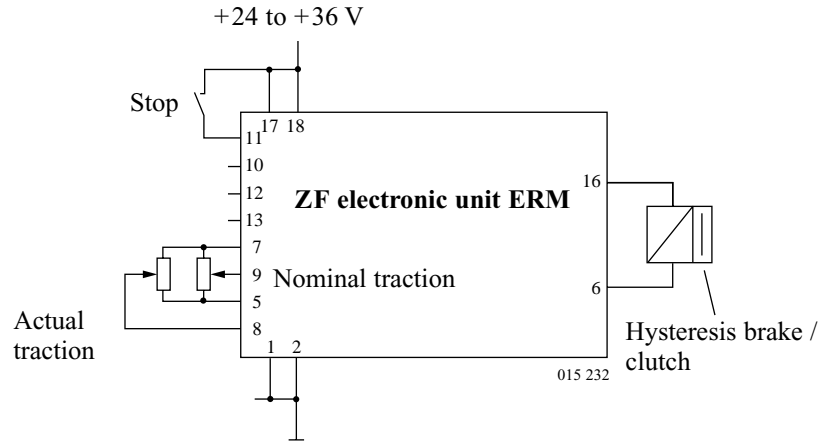 +24 to +36 V
Stop
17 18
11
10
12
13
7
9
5
8
ZF electronic unit ERM
16
6
Nominal traction
Actual
traction
1 2
Hysteresis brake /
clutch
015 232